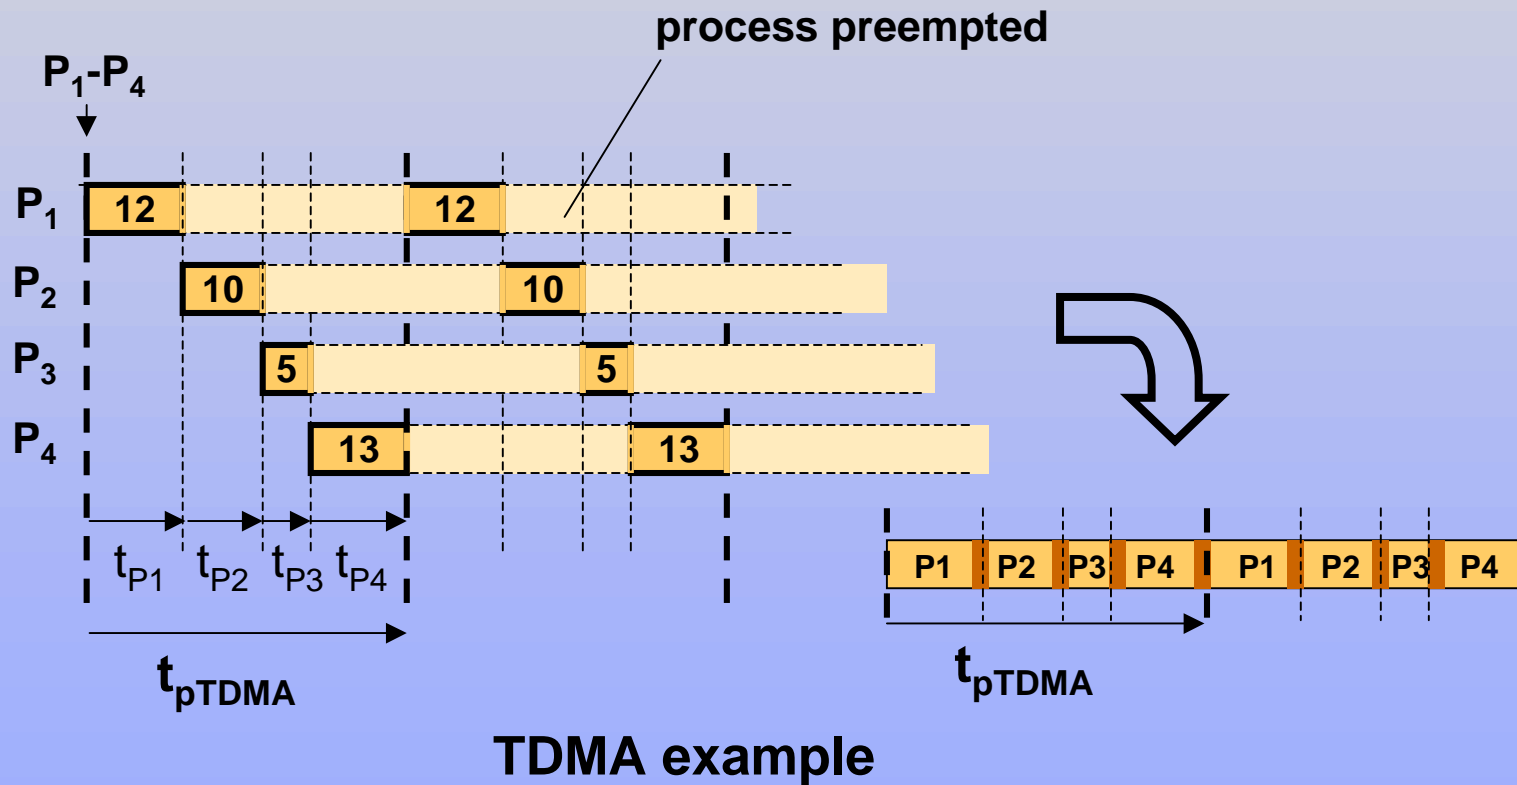 process preempted
P1-P4
P1 12 12
P2 10 10
P3 5 5
P4 13 13
tP1 tP2 tP3 tP4
P1 P2 P3 P4 P1 P2 P3 P4
tpTDMA
tpTDMA
TDMA example